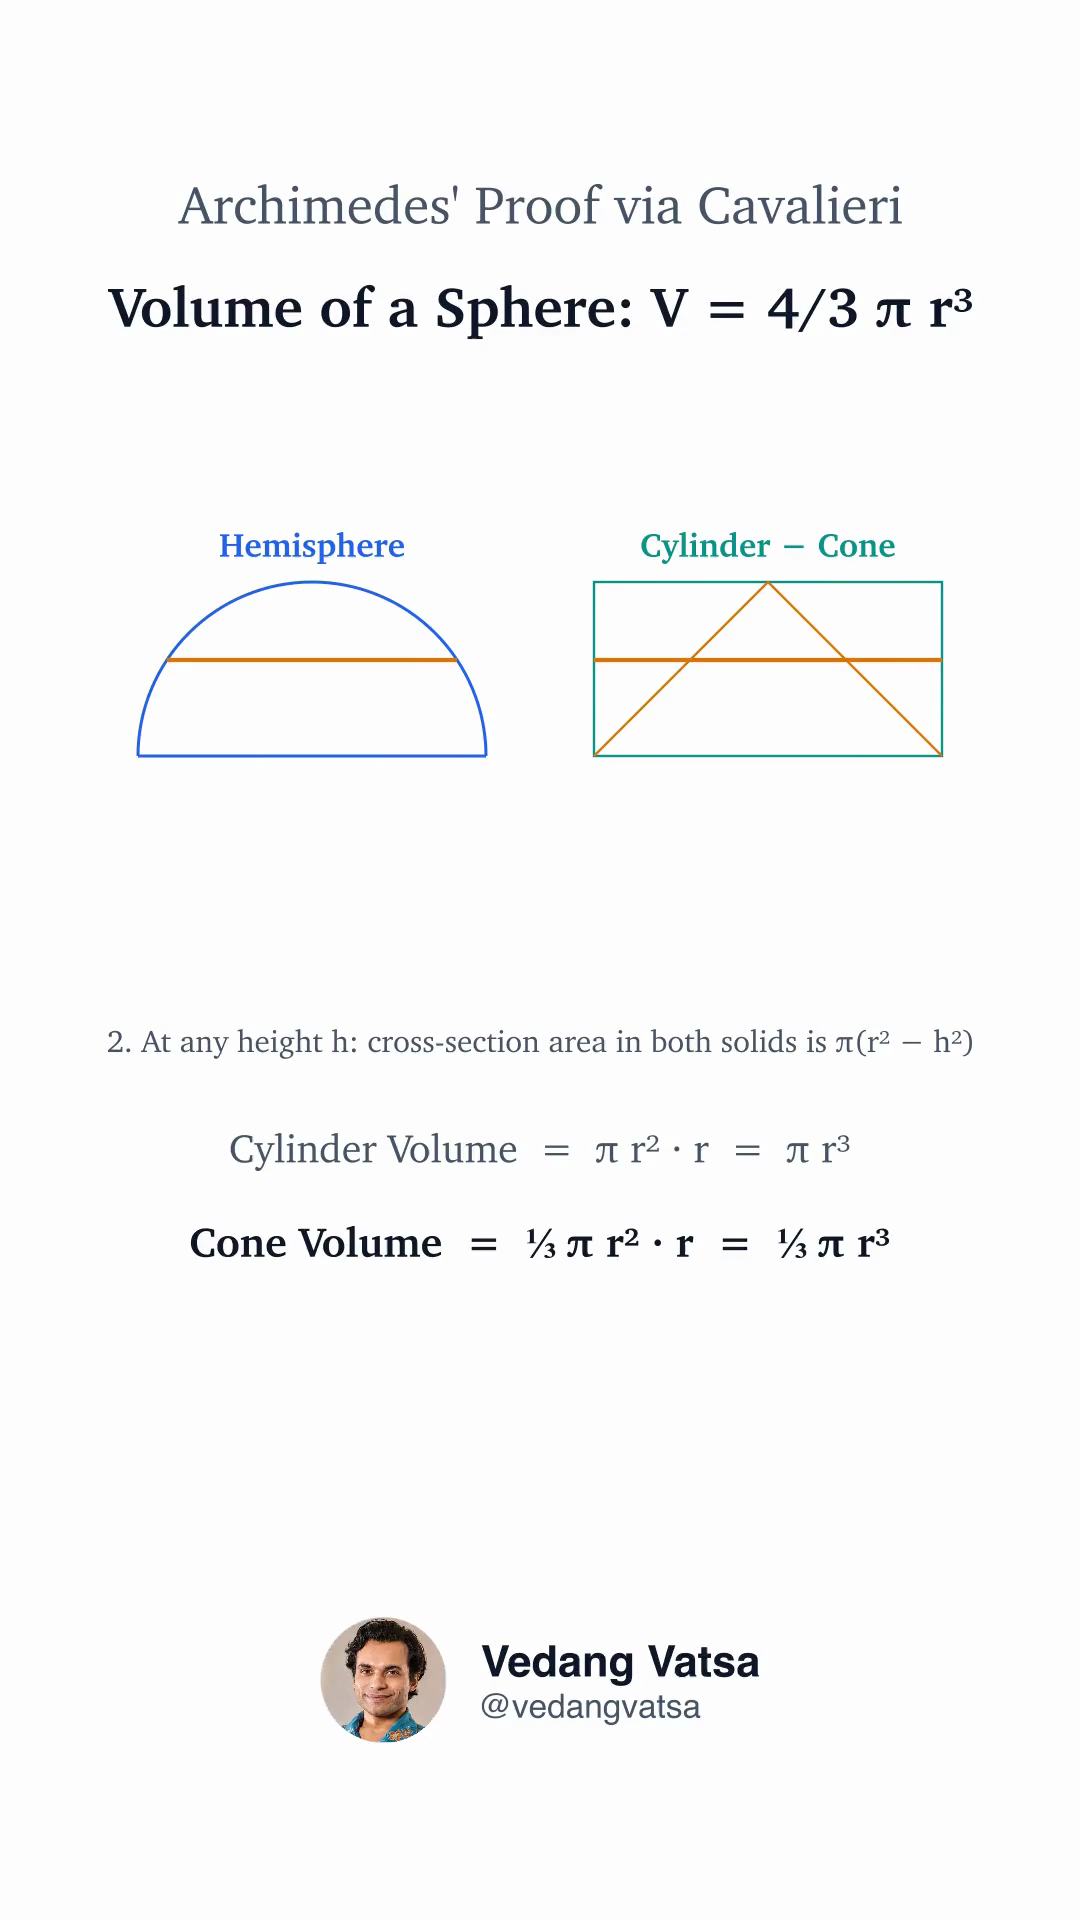 Archimedes' Proof via Cavalieri
Volume of a Sphere: V = 4/3 π r³
Hemisphere
Cylinder − Cone
2. At any height h: cross-section area in both solids is π(r² − h²)
Cylinder Volume = π r² · r = π r³
Cone Volume = ⅓ π r² · r = ⅓ π r³
Vedang Vatsa
@vedangvatsa